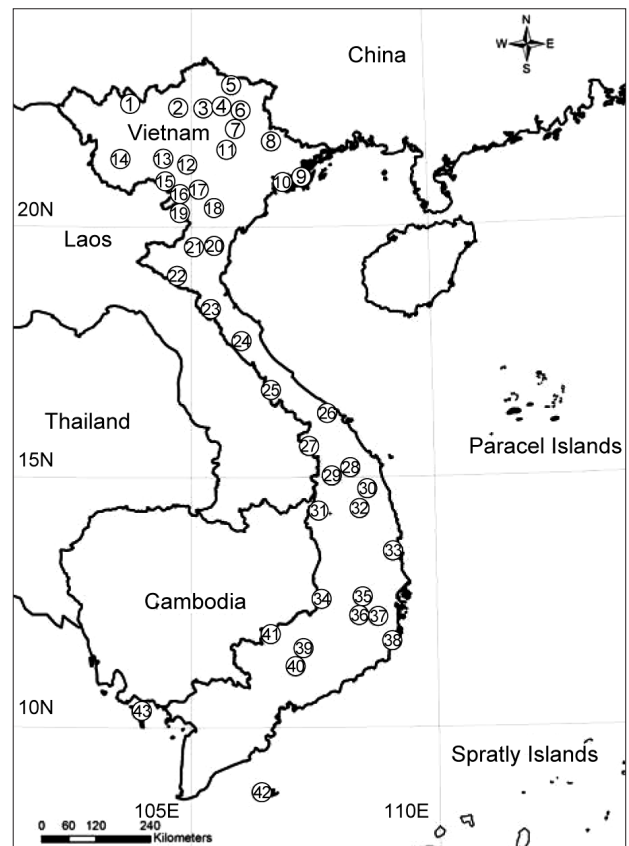 N
W E
S
China
5
1 2 3 4 6
7
Vietnam
8
11
14 13 12
15 17 10 9
16
19 18
20N
21 20
Laos
22
23
24
25
26
Thailand
Paracel Islands
27
15N
28
29
30
31 32
33
34 35
Cambodia
36 37
41 38
39
40
43
10N
Spratly Islands
42
105E 110E
0 60 120 240
Kilometers